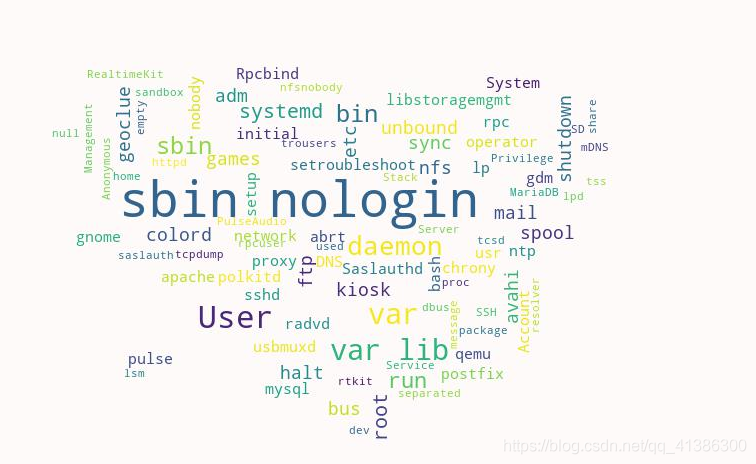 RealtimeKit
Rpcbind
System
sandbox
nobody
nfsnobody
adm
systemd
libstoragemgmt
empty
bin
shutdown
share
geoclue
Management
null
initial
trousers
etc
unbound
rpc
SD
sbin
sync
operator
mDNS
httpd
games
setroubleshoot
nfs
lp
Privilege
Anonymous
home
Stack
gdm
tss
setup
MariaDB
lpd
sbin nologin
mail
PulseAudio
Server
spool
gnome
colord
network
rpcuser
abrt
used
daemon
tcsd
usr
ntp
saslauth
tcpdump
proxy
DNS
Saslauthd
bash
chrony
ftp
apache
polkitd
proc
avahi
sshd
kiosk
resolver
User
radvd
var
dbus
SSH
Account
message
package
usbmuxd
var lib
qemu
pulse
Service
lsm
halt
rtkit
run
postfix
mysql
separated
bus
root
dev
https://blog.csdn.net/qq_41386300